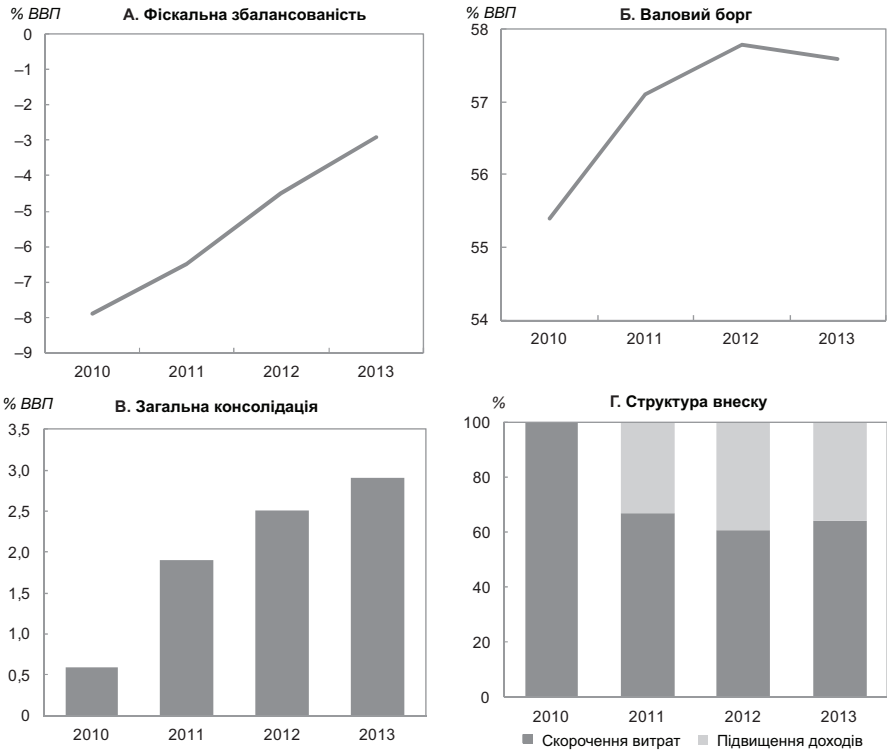 % ВВП
А. Фіскальна збалансованість
0
–1
–2
–3
–4
–5
–6
–7
–8
–9
2010 2011 2012 2013
% ВВП
Б. Валовий борг
58
57
56
55
54
2010 2011 2012 2013
% ВВП
В. Загальна консолідація
3,5
3,0
2,5
2,0
1,5
1,0
0,5
0
2010 2011 2012 2013
%
Г. Структура внеску
100
80
60
40
20
0
2010 2011 2012 2013
Скорочення витрат Підвищення доходів